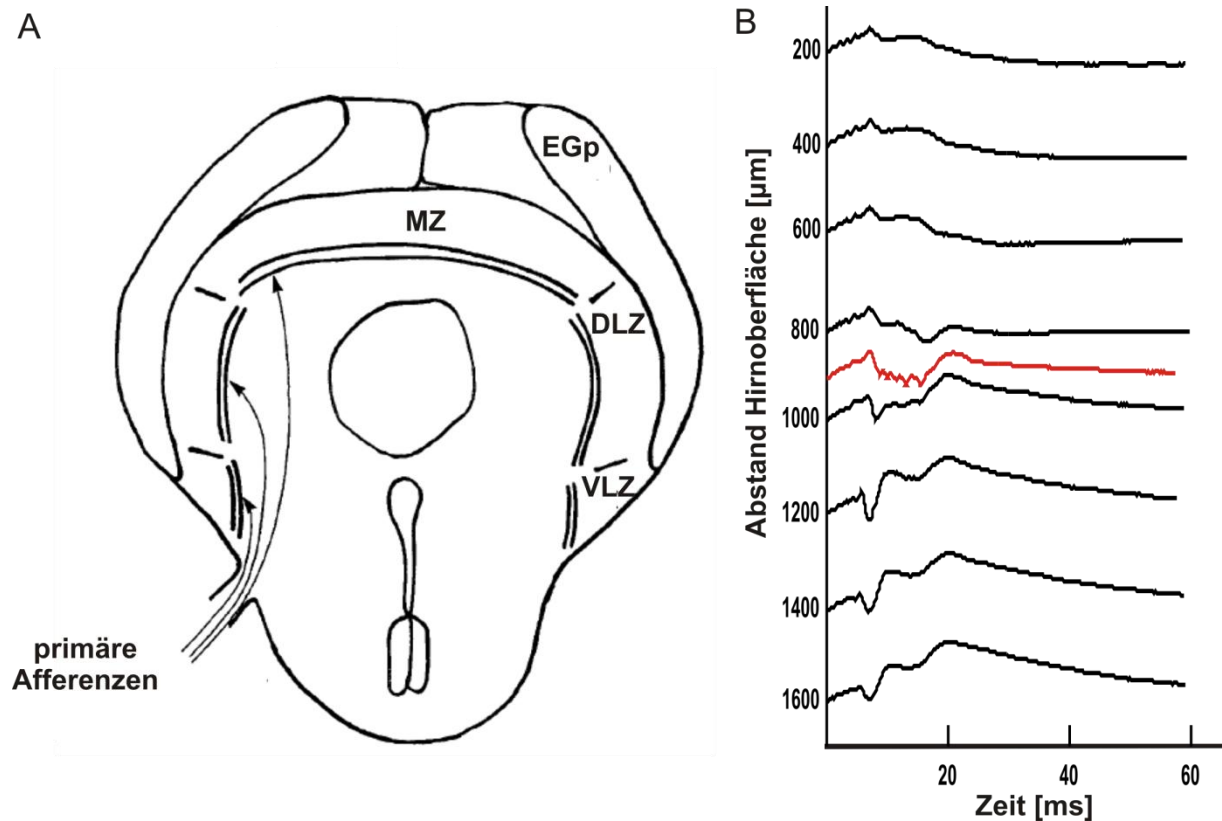 A
EGp
MZ
DLZ
VLZ
primäre
Afferenzen
B
Abstand Hirnoberfläche [µm]
200
400
600
800
1000
1200
1400
1600
20 40 60
Zeit [ms]